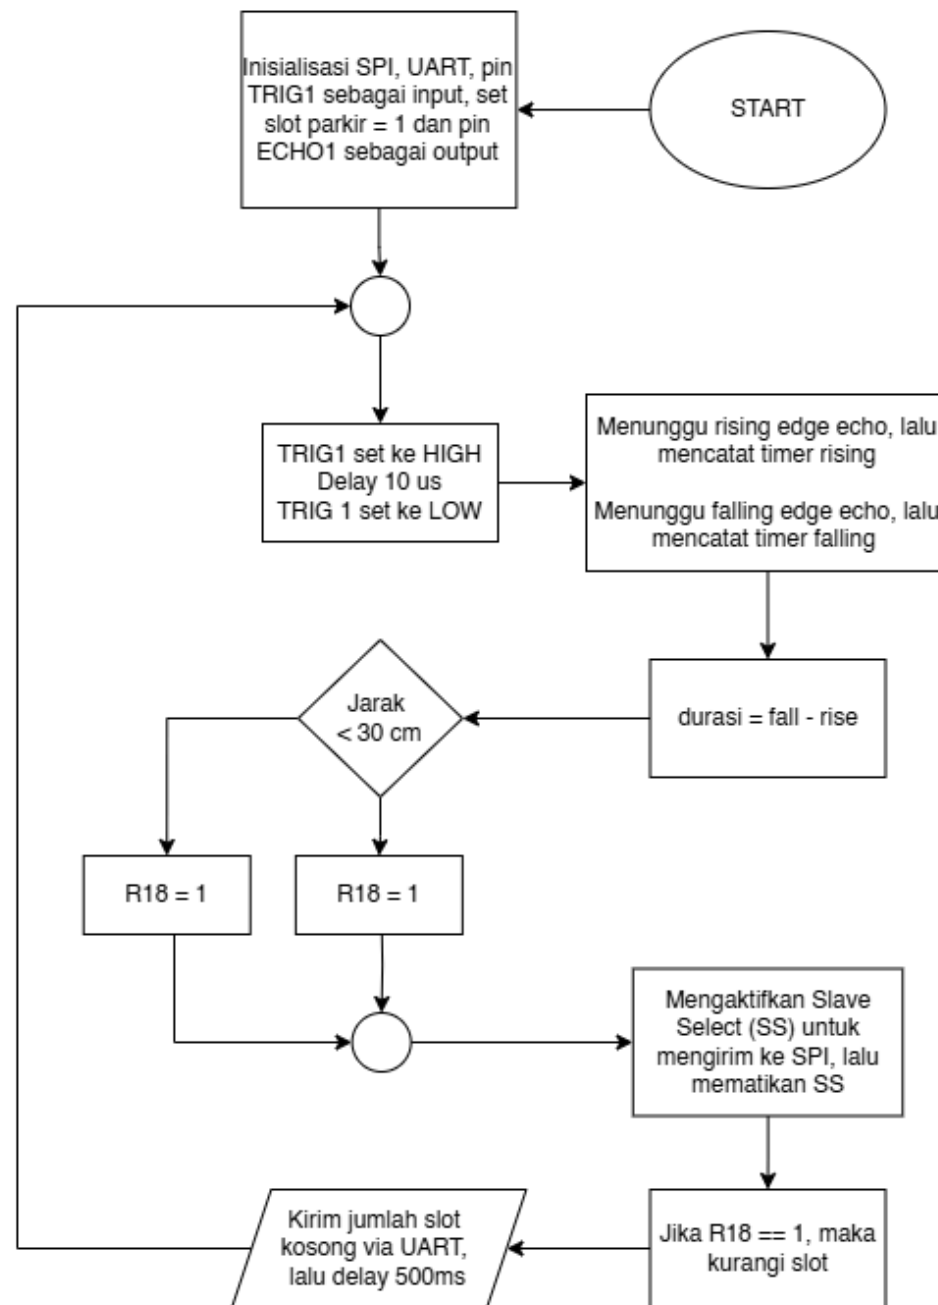 START
Inisialisasi SPI, UART, pin
TRIG1 sebagai input, set
slot parkir = 1 dan pin
ECHO1 sebagai output
TRIG1 set ke HIGH
Delay 10 us
TRIG 1 set ke LOW
Menunggu rising edge echo, lalu
mencatat timer rising
Menunggu falling edge echo, lalu
mencatat timer falling
durasi = fall - rise
Jarak
< 30 cm
R18 = 1
R18 = 1
Mengaktifkan Slave
Select (SS) untuk
mengirim ke SPI, lalu
mematikan SS
Jika R18 == 1, maka
kurangi slot
Kirim jumlah slot
kosong via UART,
lalu delay 500ms